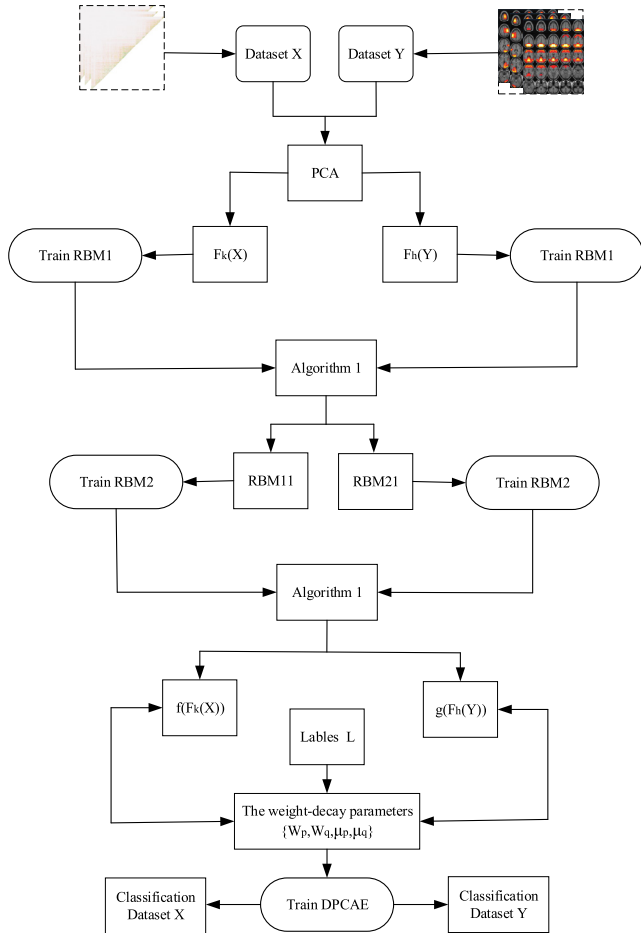 Dataset X
Dataset Y
PCA
Fk(X)
Fh(Y)
Train RBM1
Train RBM1
Algorithm 1
RBM11
RBM21
Train RBM2
Train RBM2
Algorithm 1
f(Fk(X))
g(Fh(Y))
Lables L
The weight-decay parameters
{Wp,Wq,μp,μq}
Train DPCAE
Classification
Dataset X
Classification
Dataset Y